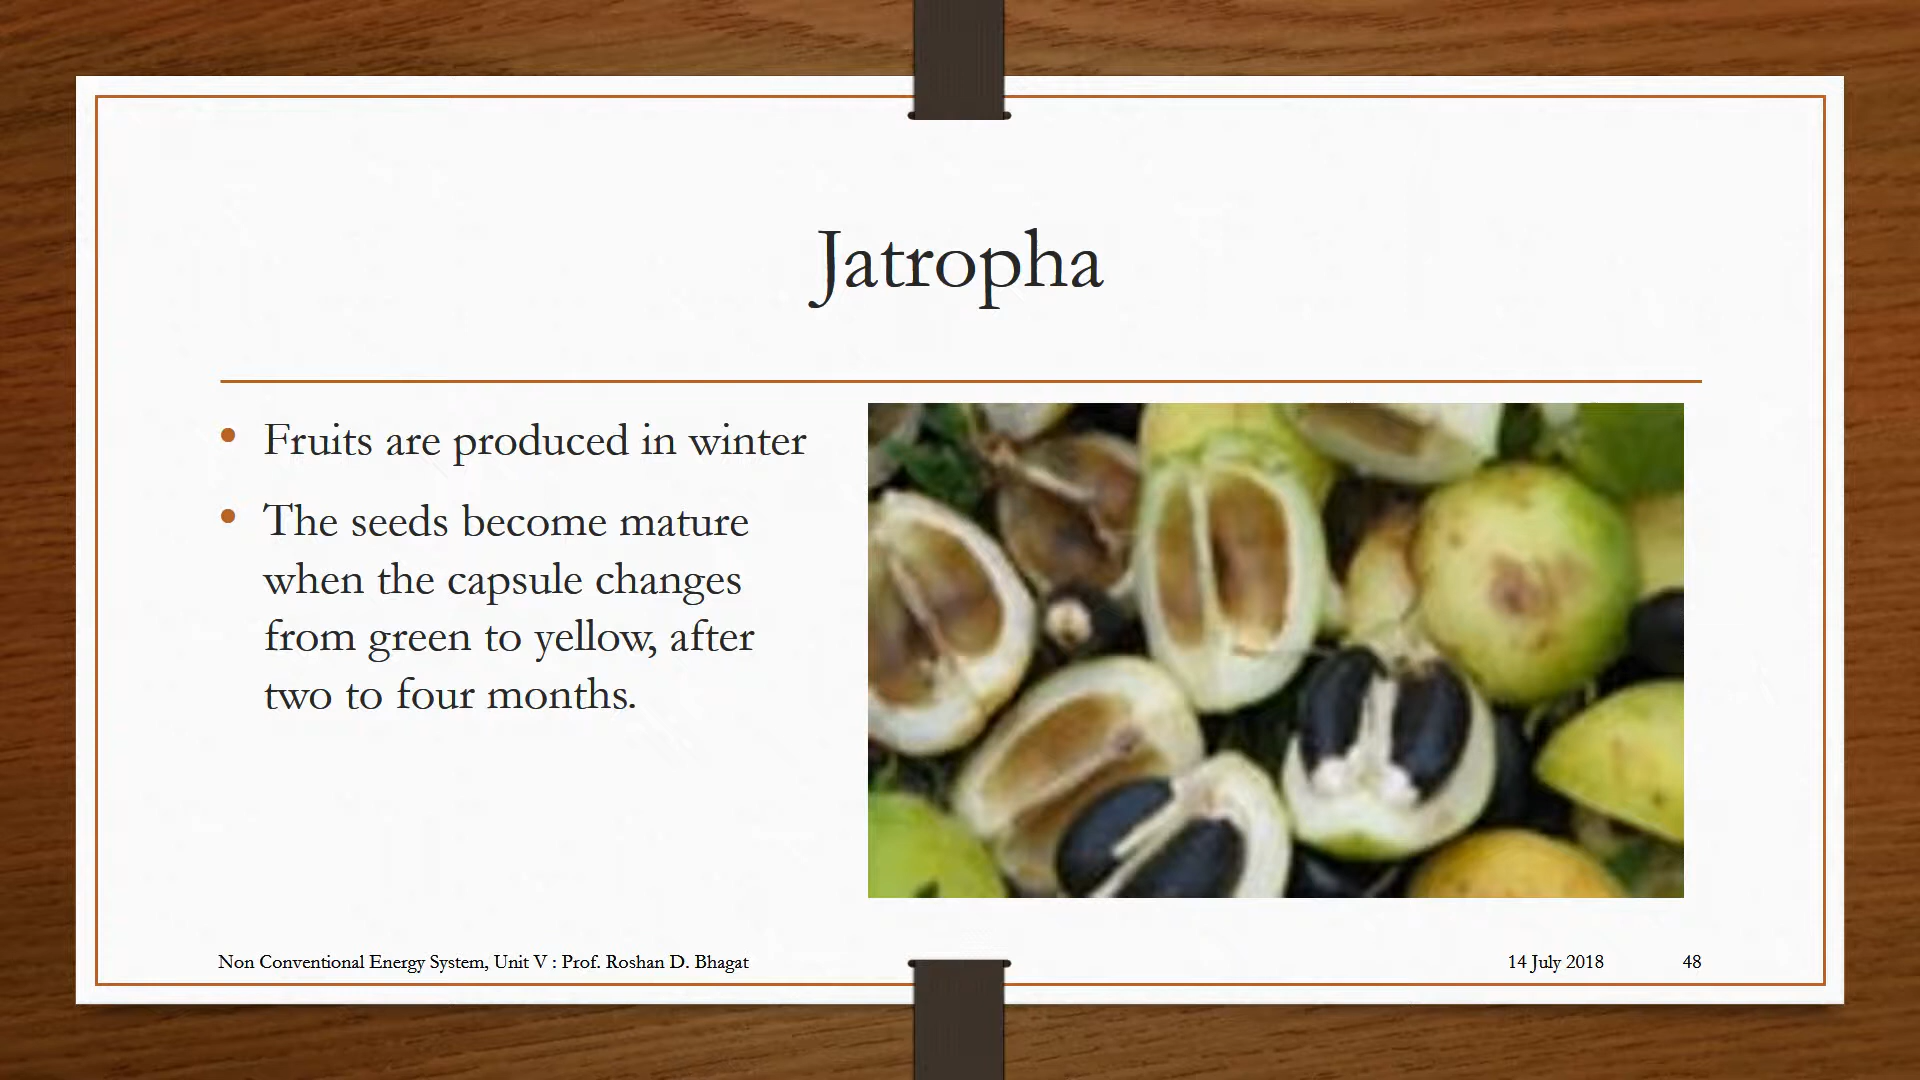 Jatropha
• Fruits are produced in winter
• The seeds become mature
when the capsule changes
from green to yellow, after
two to four months.
Non Conventional Energy System, Unit V : Prof. Roshan D. Bhagat
14 July 2018
48